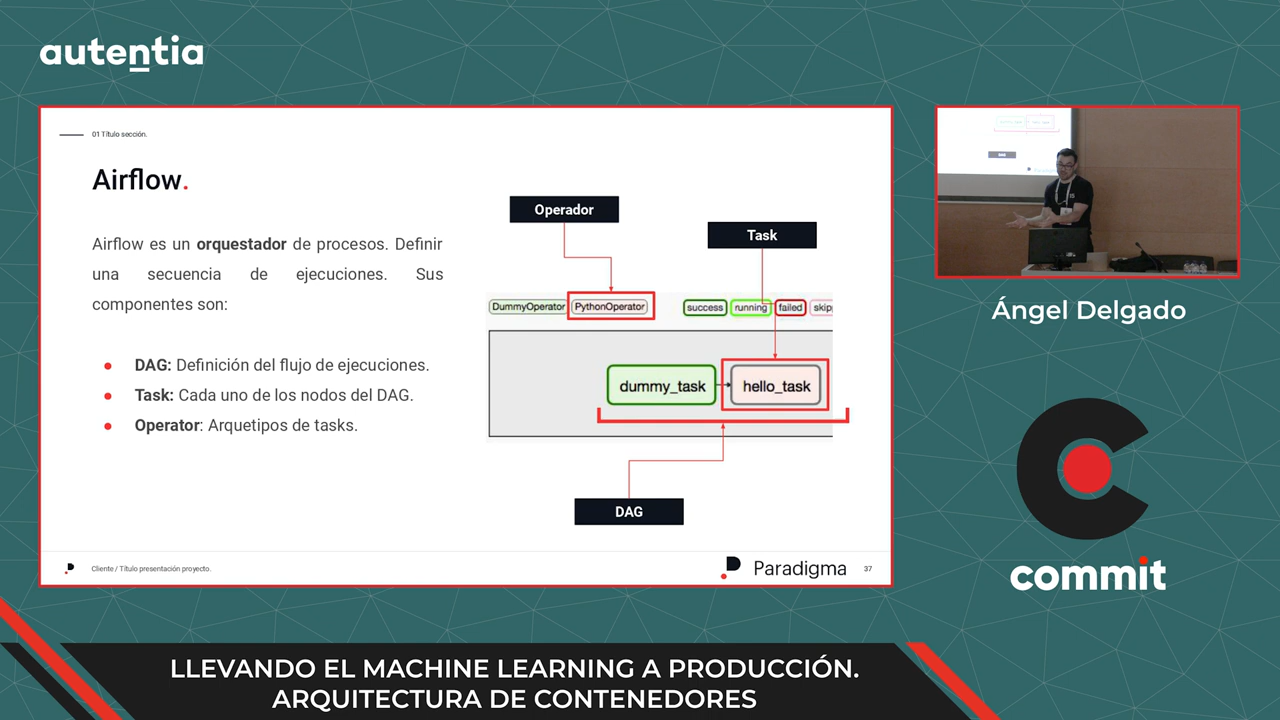 autentia
01 Título sección.
Airflow.
Airflow es un orquestador de procesos. Definir
una secuencia de ejecuciones. Sus
componentes son:
DAG: Definición del flujo de ejecuciones.
Task: Cada uno de los nodos del DAG.
Operator: Arquetipos de tasks.
Operador
Task
DummyOperator
PythonOperator
success
running
failed
skip
dummy_task
hello_task
DAG
Cliente / Título presentación proyecto.
Paradigma
37
Ángel Delgado
commit
LLEVANDO EL MACHINE LEARNING A PRODUCCIÓN.
ARQUITECTURA DE CONTENEDORES